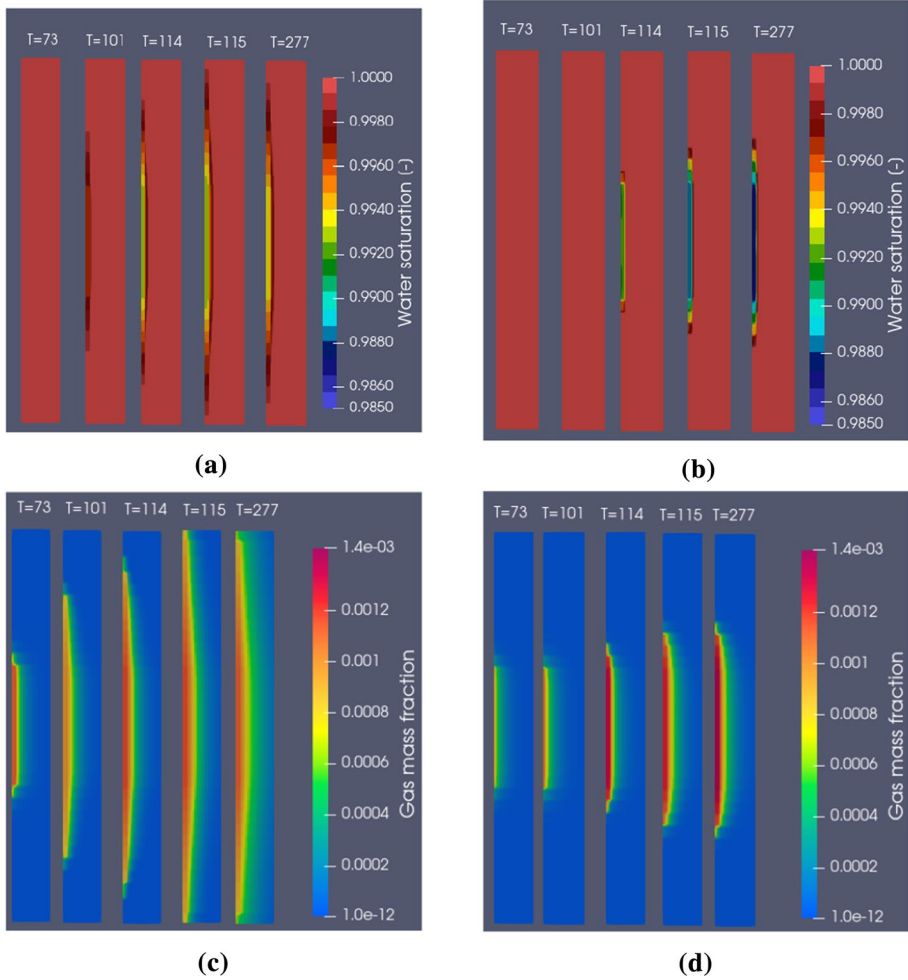 T=73 T=101 T=114 T=115 T=277
1.0000
0.9980
0.9960
0.9940
0.9920
0.9900
0.9880
0.9860
0.9850
Water saturation (-)
(a)
T=73 T=101 T=114 T=115 T=277
1.0000
0.9980
0.9960
0.9940
0.9920
0.9900
0.9880
0.9860
0.9850
Water saturation (-)
(b)
T=73 T=101 T=114 T=115 T=277
1.4e-03
0.0012
0.001
0.0008
0.0006
0.0004
0.0002
1.0e-12
Gas mass fraction
(c)
T=73 T=101 T=114 T=115 T=277
1.4e-03
0.0012
0.001
0.0008
0.0006
0.0004
0.0002
1.0e-12
Gas mass fraction
(d)